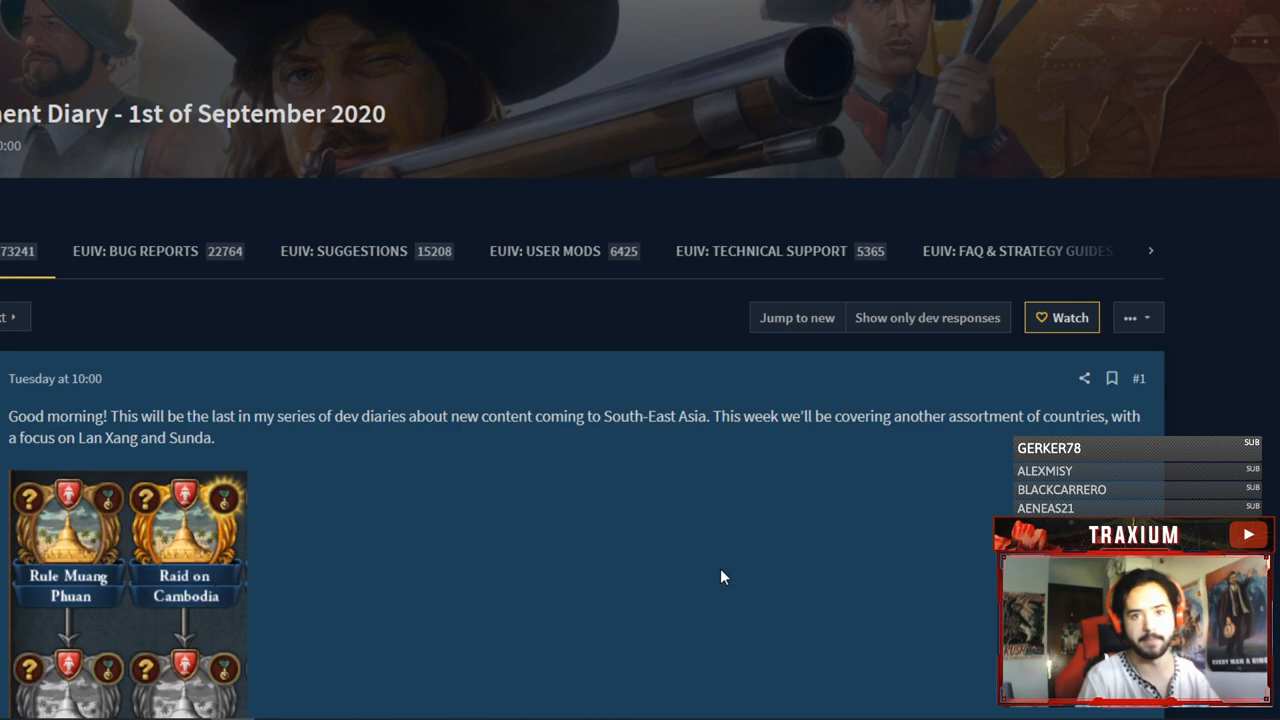 ent Diary - 1st of September 2020
0:00
73241 EUIV: BUG REPORTS 22764 EUIV: SUGGESTIONS 15208 EUIV: USER MODS 6425 EUIV: TECHNICAL SUPPORT 5365 EUIV: FAQ & STRATEGY GUIDES
Jump to new Show only dev responses Watch
Tuesday at 10:00 #1
Good morning! This will be the last in my series of dev diaries about new content coming to South-East Asia. This week we'll be covering another assortment of countries, with
a focus on Lan Xang and Sunda.
GERKER78 SUB
ALEXMISY SUB
BLACKCARRERO SUB
AENEAS21 SUB
TRAXIUM
Rule Muang
Phuan
Raid on
Cambodia
EVERY MAN A KING